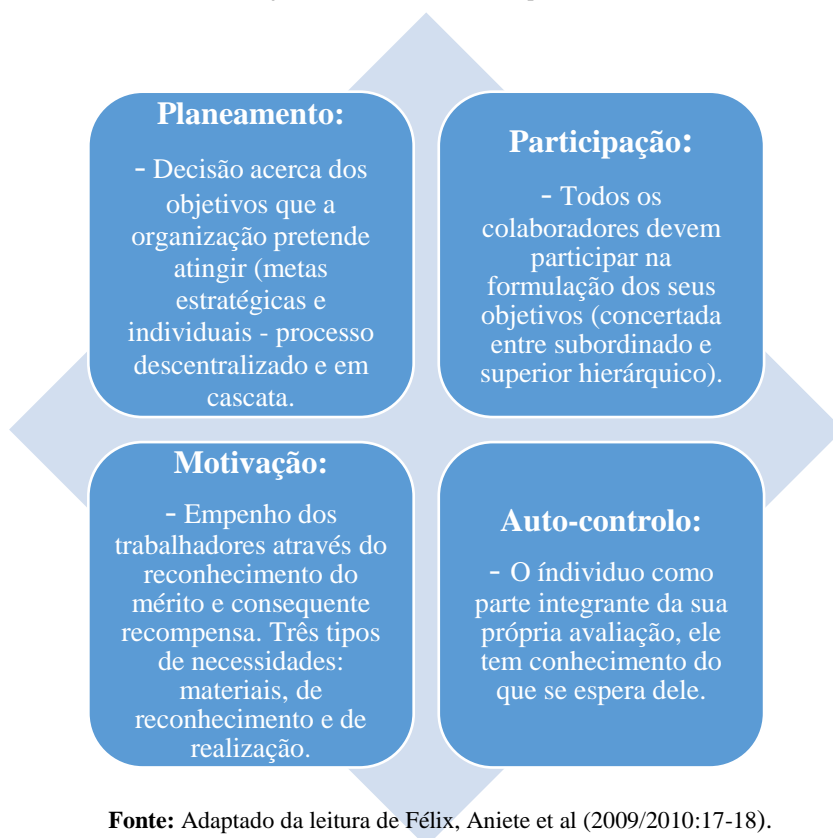 Planeamento:
- Decisão acerca dos
objetivos que a
organização pretende
atingir (metas
estratégicas e
individuais - processo
descentralizado e em
cascata.
Participação:
- Todos os
colaboradores devem
participar na
formulação dos seus
objetivos (concertada
entre subordinado e
superior hierárquico).
Motivação:
- Empenho dos
trabalhadores através do
reconhecimento do
mérito e consequente
recompensa. Três tipos
de necessidades:
materiais, de
reconhecimento e de
realização.
Auto-controlo:
- O índividuo como
parte integrante da sua
própria avaliação, ele
tem conhecimento do
que se espera dele.
Fonte: Adaptado da leitura de Félix, Aniete et al (2009/2010:17-18).